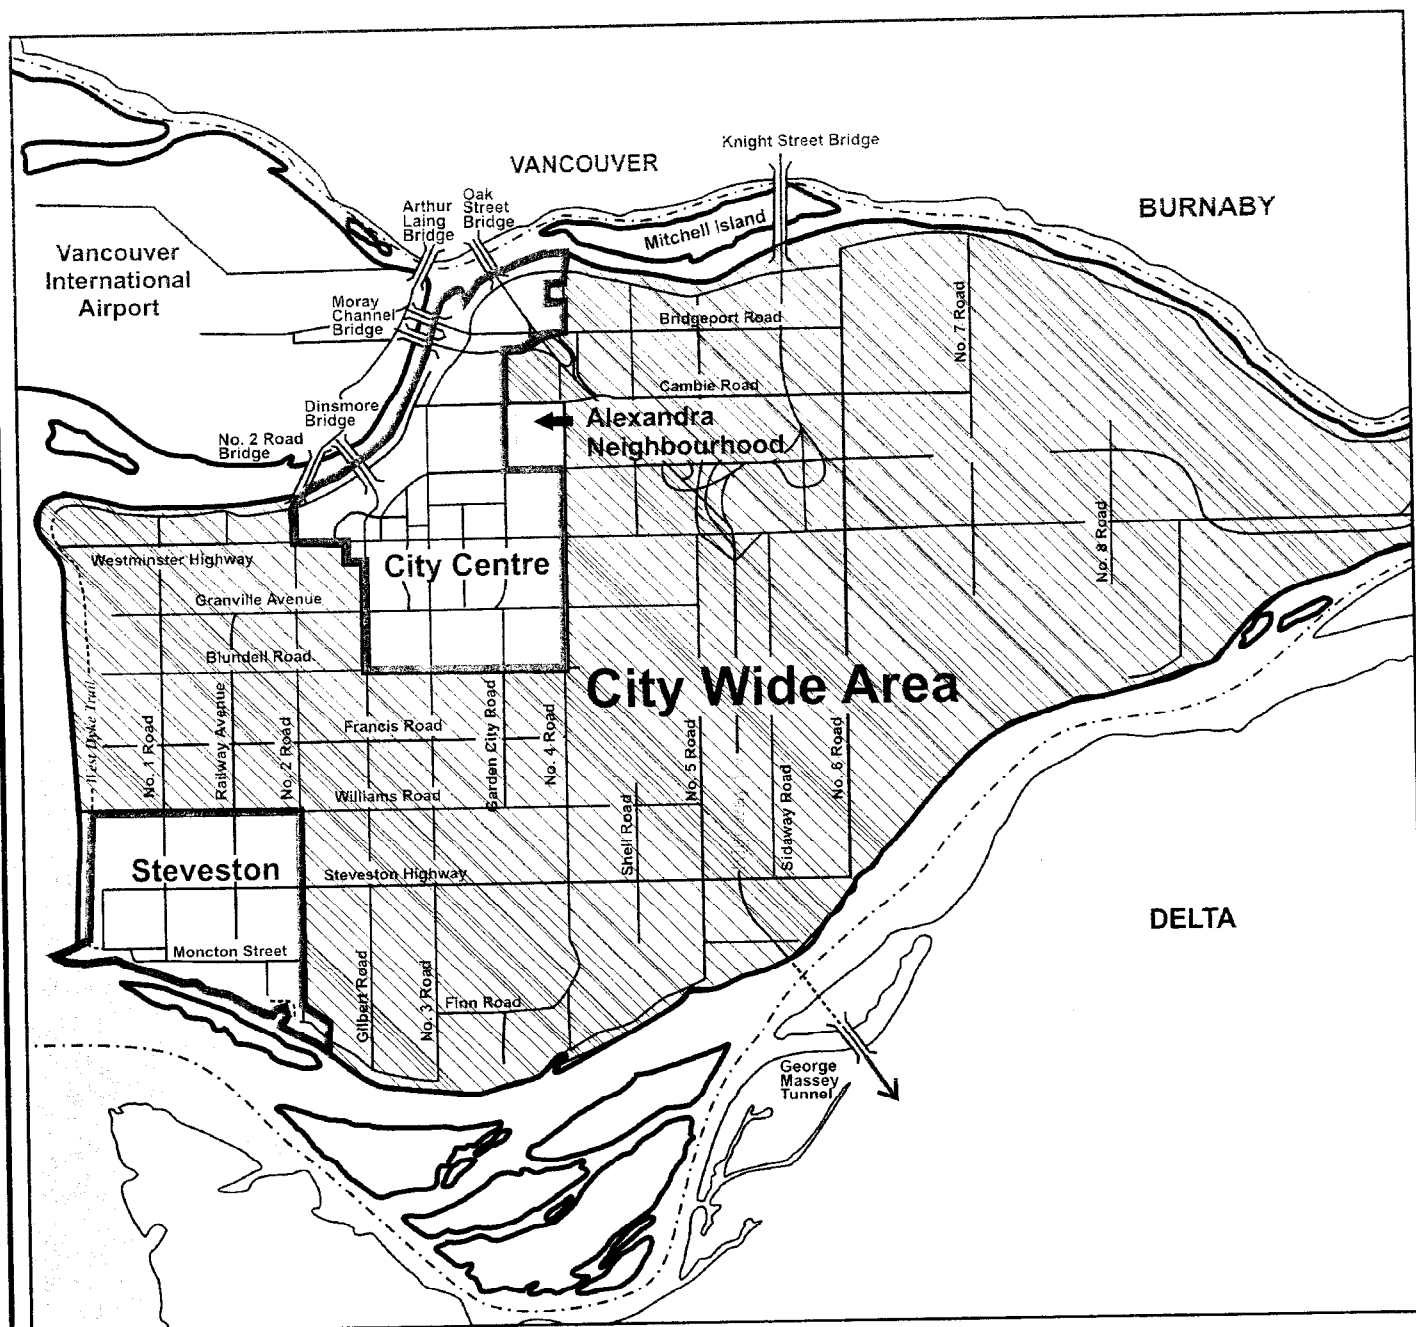 Knight Street Bridge
VANCOUVER
BURNABY
Arthur
Laing
Bridge
Oak
Street
Bridge
Mitchell Island
Vancouver
International
Airport
Moray
Channel
Bridge
Bridgeport Road
No. 7 Road
Cambie Road
Dinsmore
Bridge
Alexandra
Neighbourhood
No. 2 Road
Bridge
No. 8 Road
Westminster Highway
City Centre
Granville Avenue
Blundell Road
City Wide Area
West Dyke Trail
No. 1 Road
Railway Avenue
No. 2 Road
Francis Road
Garden City Road
No. 4 Road
No. 5 Road
Sidaway Road
No. 6 Road
Williams Road
Shell Road
Steveston
Steveston Highway
DELTA
Moncton Street
Gilbert Road
No. 3 Road
Finn Road
George
Massey
Tunnel